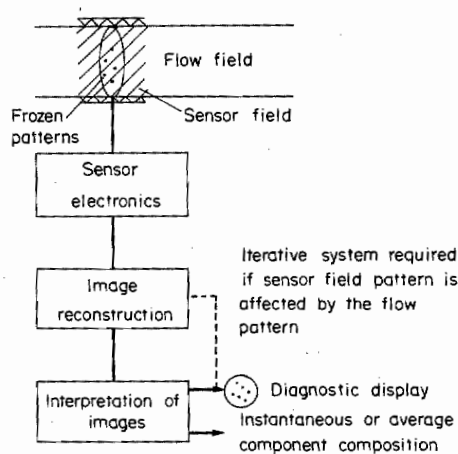 Flow field
Frozen
patterns
Sensor field
Sensor
electronics
Iterative system required
if sensor field pattern is
affected by the flow
pattern
Image
reconstruction
Interpretation of
images
Diagnostic display
Instantaneous or average
component composition